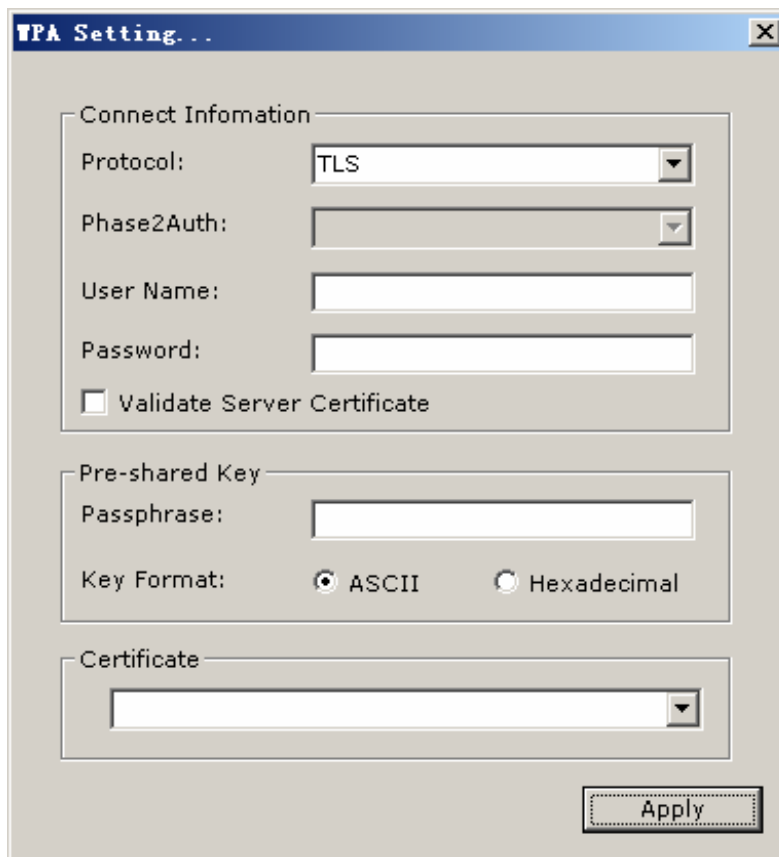 WPA Setting...
Connect Infomation
Protocol: TLS
Phase2Auth:
User Name:
Password:
Validate Server Certificate
Pre-shared Key
Passphrase:
Key Format: ASCII Hexadecimal
Certificate
Apply